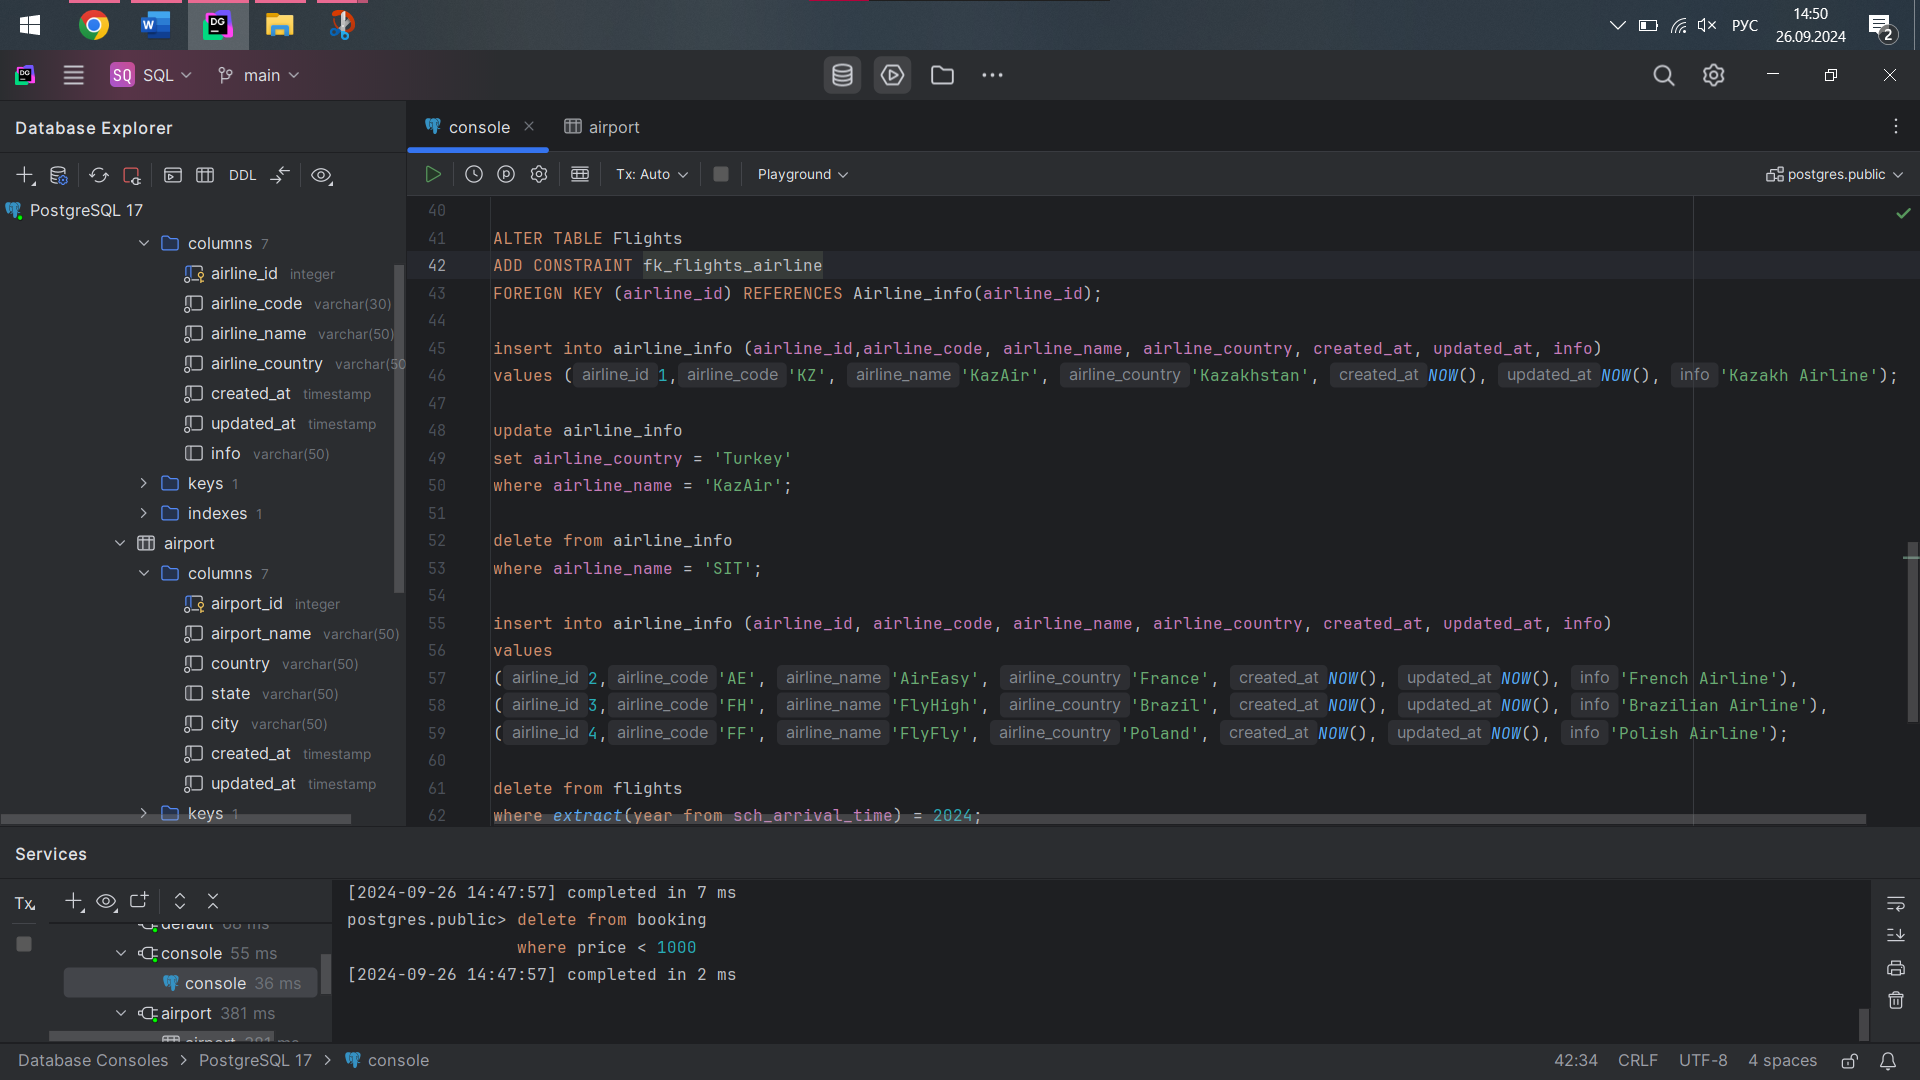 DG
W
DG
РУС
14:50
26.09.2024
2
DG
SQ SQL
main
Database Explorer
console
airport
DDL
Tx: Auto
Playground
postgres.public
PostgreSQL 17
columns 7
airline_id integer
airline_code varchar(30)
airline_name varchar(50)
airline_country varchar(50
created_at timestamp
updated_at timestamp
info varchar(50)
keys 1
indexes 1
airport
columns 7
airport_id integer
airport_name varchar(50)
country varchar(50)
state varchar(50)
city varchar(50)
created_at timestamp
updated_at timestamp
keys 1
40
41 ALTER TABLE Flights
42 ADD CONSTRAINT fk_flights_airline
43 FOREIGN KEY (airline_id) REFERENCES Airline_info(airline_id);
44
45 insert into airline_info (airline_id,airline_code, airline_name, airline_country, created_at, updated_at, info)
46 values ( airline_id 1, airline_code 'KZ', airline_name 'KazAir', airline_country 'Kazakhstan', created_at NOW(), updated_at NOW(), info 'Kazakh Airline');
47
48 update airline_info
49 set airline_country = 'Turkey'
50 where airline_name = 'KazAir';
51
52 delete from airline_info
53 where airline_name = 'SIT';
54
55 insert into airline_info (airline_id, airline_code, airline_name, airline_country, created_at, updated_at, info)
56 values
57 ( airline_id 2, airline_code 'AE', airline_name 'AirEasy', airline_country 'France', created_at NOW(), updated_at NOW(), info 'French Airline'),
58 ( airline_id 3, airline_code 'FH', airline_name 'FlyHigh', airline_country 'Brazil', created_at NOW(), updated_at NOW(), info 'Brazilian Airline'),
59 ( airline_id 4, airline_code 'FF', airline_name 'FlyFly', airline_country 'Poland', created_at NOW(), updated_at NOW(), info 'Polish Airline');
60
61 delete from flights
62 where extract(year from sch_arrival_time) = 2024;
Services
Tx
default 68 ms
console 55 ms
console 36 ms
airport 381 ms
airport 381 ms
[2024-09-26 14:47:57] completed in 7 ms
postgres.public> delete from booking
where price < 1000
[2024-09-26 14:47:57] completed in 2 ms
Database Consoles > PostgreSQL 17 > console
42:34 CRLF UTF-8 4 spaces